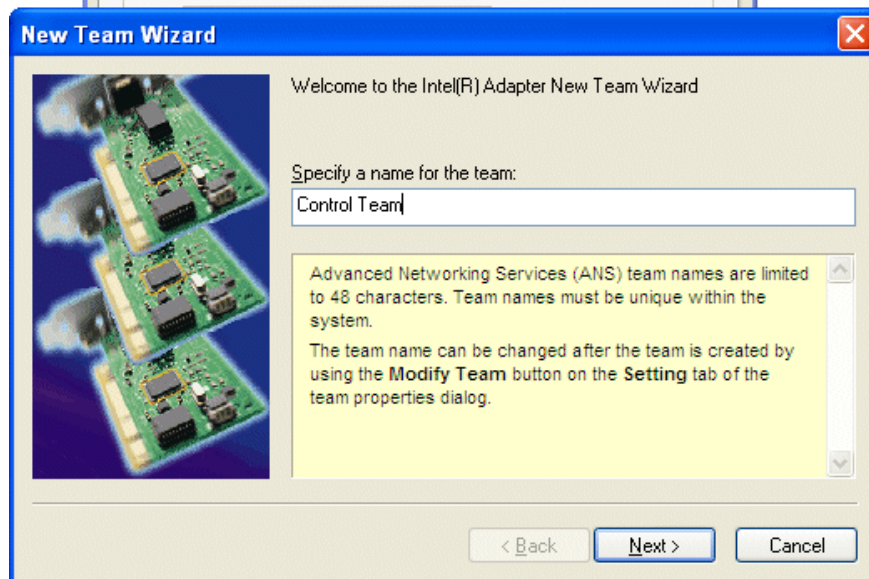 New Team Wizard
Welcome to the Intel(R) Adapter New Team Wizard
Specify a name for the team:
Control Team
Advanced Networking Services (ANS) team names are limited
to 48 characters. Team names must be unique within the
system.
The team name can be changed after the team is created by
using the Modify Team button on the Setting tab of the
team properties dialog.
< Back
Next >
Cancel